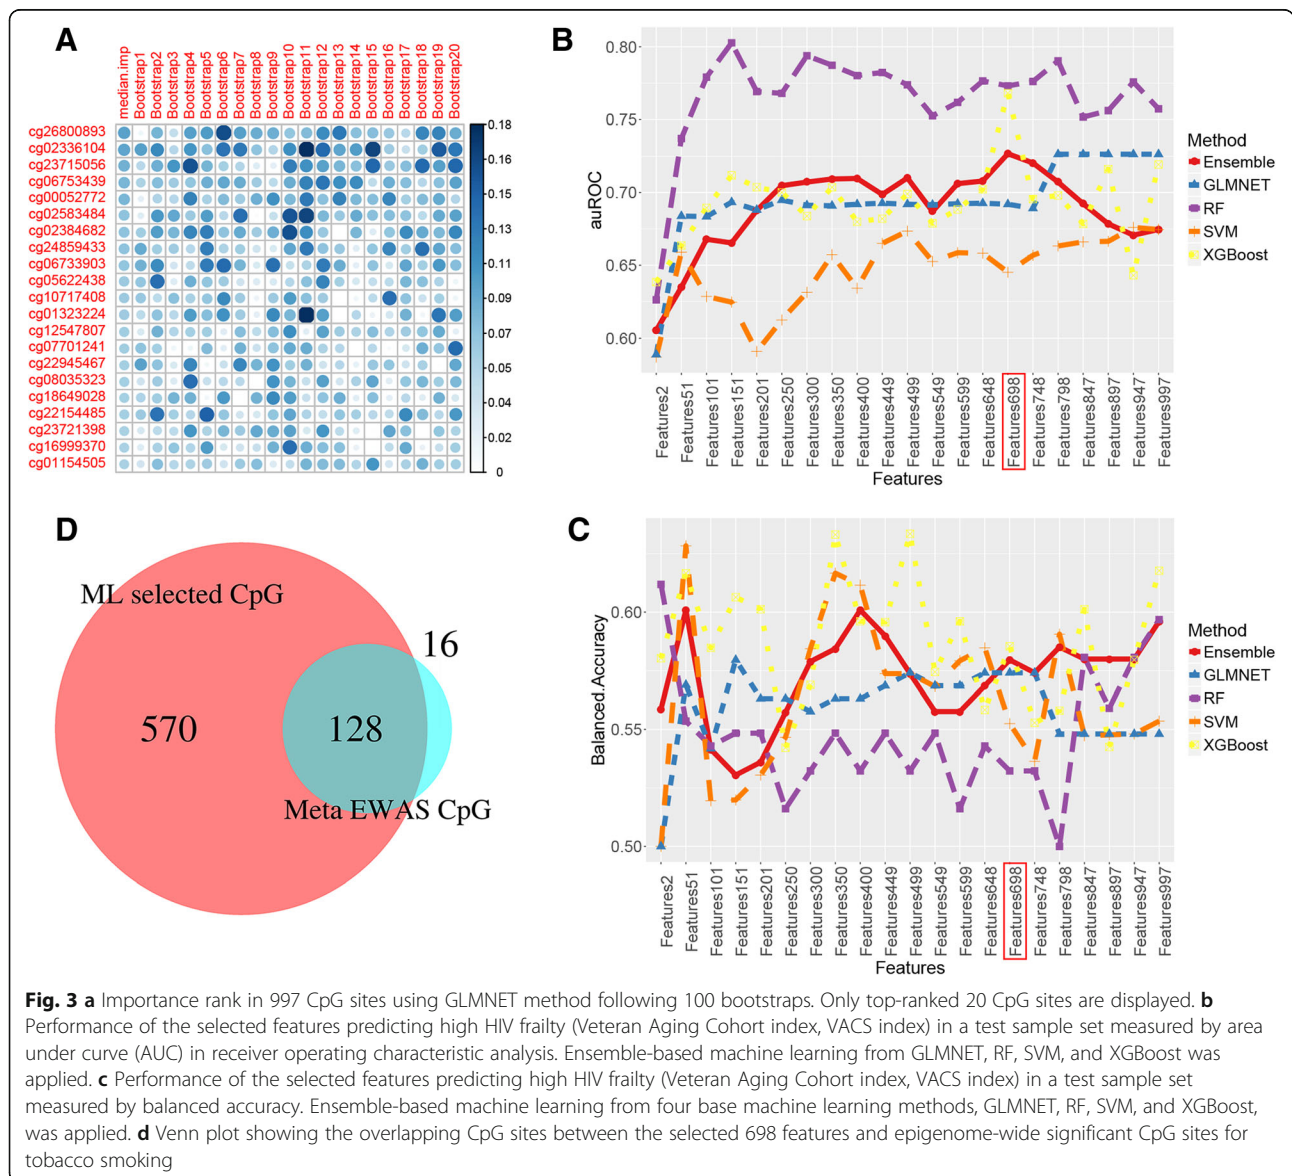 A
median.imp
Bootstrap1
Bootstrap2
Bootstrap3
Bootstrap4
Bootstrap5
Bootstrap6
Bootstrap7
Bootstrap8
Bootstrap9
Bootstrap10
Bootstrap11
Bootstrap12
Bootstrap13
Bootstrap14
Bootstrap15
Bootstrap16
Bootstrap17
Bootstrap18
Bootstrap19
Bootstrap20
cg26800893
cg02336104
cg23715056
cg06753439
cg00052772
cg02583484
cg02384682
cg24859433
cg06733903
cg05622438
cg10717408
cg01323224
cg12547807
cg07701241
cg22945467
cg08035323
cg18649028
cg22154485
cg23721398
cg16999370
cg01154505
0.18
0.16
0.15
0.13
0.11
0.09
0.07
0.05
0.04
0.02
0
B
auROC
0.80
0.75
0.70
0.65
0.60
Features2
Features51
Features101
Features151
Features201
Features250
Features300
Features350
Features400
Features449
Features499
Features549
Features599
Features648
Features698
Features748
Features798
Features847
Features897
Features947
Features997
Features
Method
Ensemble
GLMNET
RF
SVM
XGBoost
D
ML selected CpG
16
570
128
Meta EWAS CpG
C
Balanced Accuracy
0.60
0.55
0.50
Features2
Features51
Features101
Features151
Features201
Features250
Features300
Features350
Features400
Features449
Features499
Features549
Features599
Features648
Features698
Features748
Features798
Features847
Features897
Features947
Features997
Features
Method
Ensemble
GLMNET
RF
SVM
XGBoost
Fig. 3 a Importance rank in 997 CpG sites using GLMNET method following 100 bootstraps. Only top-ranked 20 CpG sites are displayed. b
Performance of the selected features predicting high HIV frailty (Veteran Aging Cohort index, VACS index) in a test sample set measured by area
under curve (AUC) in receiver operating characteristic analysis. Ensemble-based machine learning from GLMNET, RF, SVM, and XGBoost was
applied. c Performance of the selected features predicting high HIV frailty (Veteran Aging Cohort index, VACS index) in a test sample set
measured by balanced accuracy. Ensemble-based machine learning from four base machine learning methods, GLMNET, RF, SVM, and XGBoost,
was applied. d Venn plot showing the overlapping CpG sites between the selected 698 features and epigenome-wide significant CpG sites for
tobacco smoking